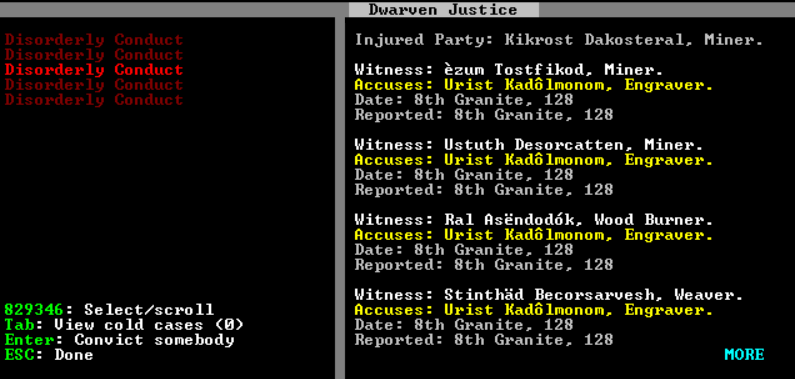 Dwarven Justice
Disorderly Conduct
Disorderly Conduct
Disorderly Conduct
Disorderly Conduct
Disorderly Conduct
829346: Select/scroll
Tab: View cold cases (0)
Enter: Convict somebody
ESC: Done
Injured Party: Kikrost Dakosteral, Miner.
Witness: èzum Tostfikod, Miner.
Accuses: Urist Kadôlmonom, Engraver.
Date: 8th Granite, 128
Reported: 8th Granite, 128
Witness: Ustuth Desorcatten, Miner.
Accuses: Urist Kadôlmonom, Engraver.
Date: 8th Granite, 128
Reported: 8th Granite, 128
Witness: Ral Asëndodók, Wood Burner.
Accuses: Urist Kadôlmonom, Engraver.
Date: 8th Granite, 128
Reported: 8th Granite, 128
Witness: Stinthäd Becorsarvesh, Weaver.
Accuses: Urist Kadôlmonom, Engraver.
Date: 8th Granite, 128
Reported: 8th Granite, 128
MORE